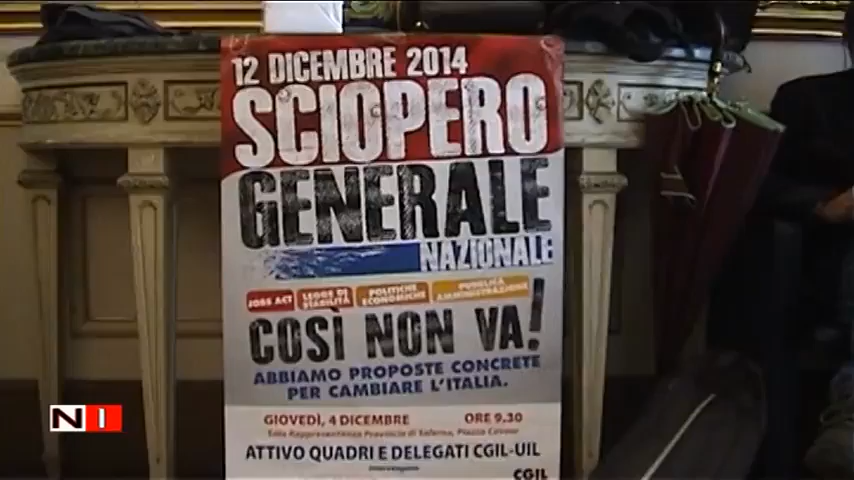 12 DICEMBRE 2014
SCIOPERO
GENERALE
NAZIONALE
JOBS ACT
LEGGE DI
STABILITÀ
POLITICHE
ECONOMICHE
PUBBLICA
AMMINISTRAZIONE
COSÌ NON VA!
ABBIAMO PROPOSTE CONCRETE
PER CAMBIARE L'ITALIA.
GIOVEDÌ, 4 DICEMBRE ORE 9.30
Sala Rappresentanza Provincia di Salerno, Piazza Cavour
ATTIVO QUADRI E DELEGATI CGIL-UIL
CGIL
N I